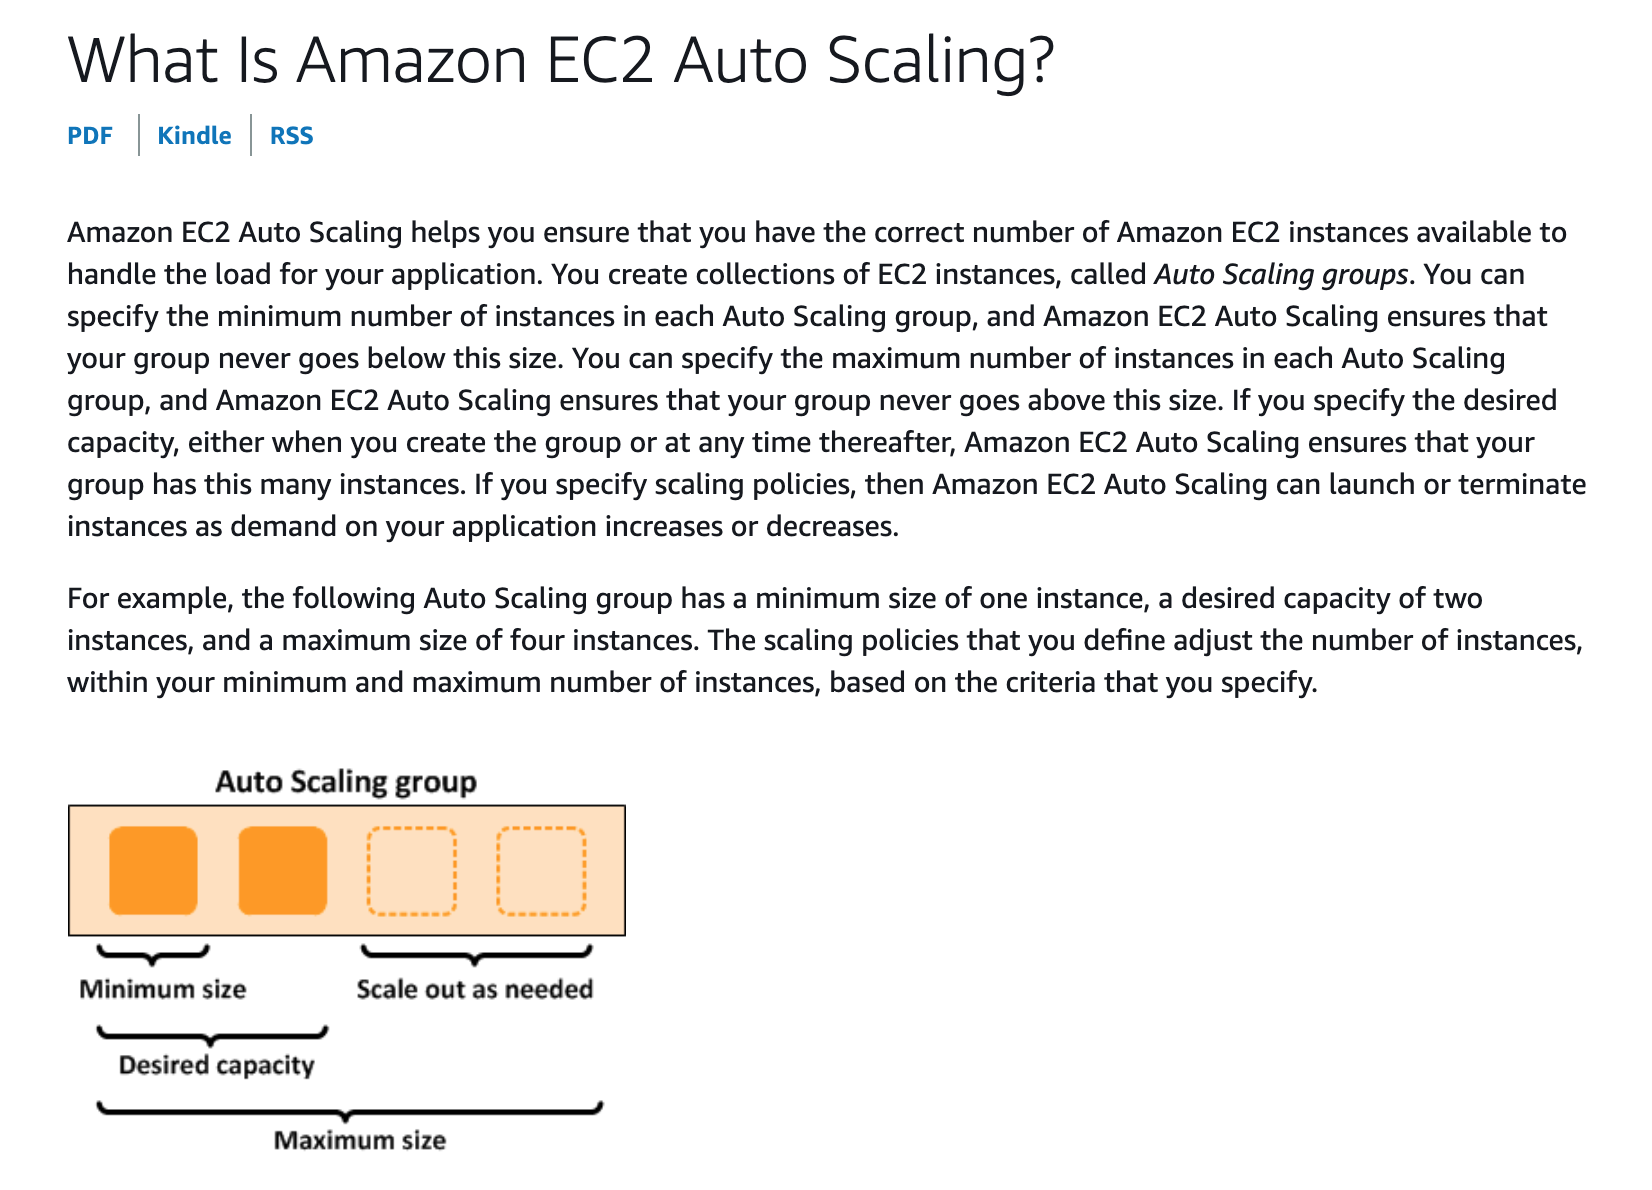 What Is Amazon EC2 Auto Scaling?
PDF
Kindle
RSS
Amazon EC2 Auto Scaling helps you ensure that you have the correct number of Amazon EC2 instances available to
handle the load for your application. You create collections of EC2 instances, called Auto Scaling groups. You can
specify the minimum number of instances in each Auto Scaling group, and Amazon EC2 Auto Scaling ensures that
your group never goes below this size. You can specify the maximum number of instances in each Auto Scaling
group, and Amazon EC2 Auto Scaling ensures that your group never goes above this size. If you specify the desired
capacity, either when you create the group or at any time thereafter, Amazon EC2 Auto Scaling ensures that your
group has this many instances. If you specify scaling policies, then Amazon EC2 Auto Scaling can launch or terminate
instances as demand on your application increases or decreases.
For example, the following Auto Scaling group has a minimum size of one instance, a desired capacity of two
instances, and a maximum size of four instances. The scaling policies that you define adjust the number of instances,
within your minimum and maximum number of instances, based on the criteria that you specify.
Auto Scaling group
Minimum size
Scale out as needed
Desired capacity
Maximum size